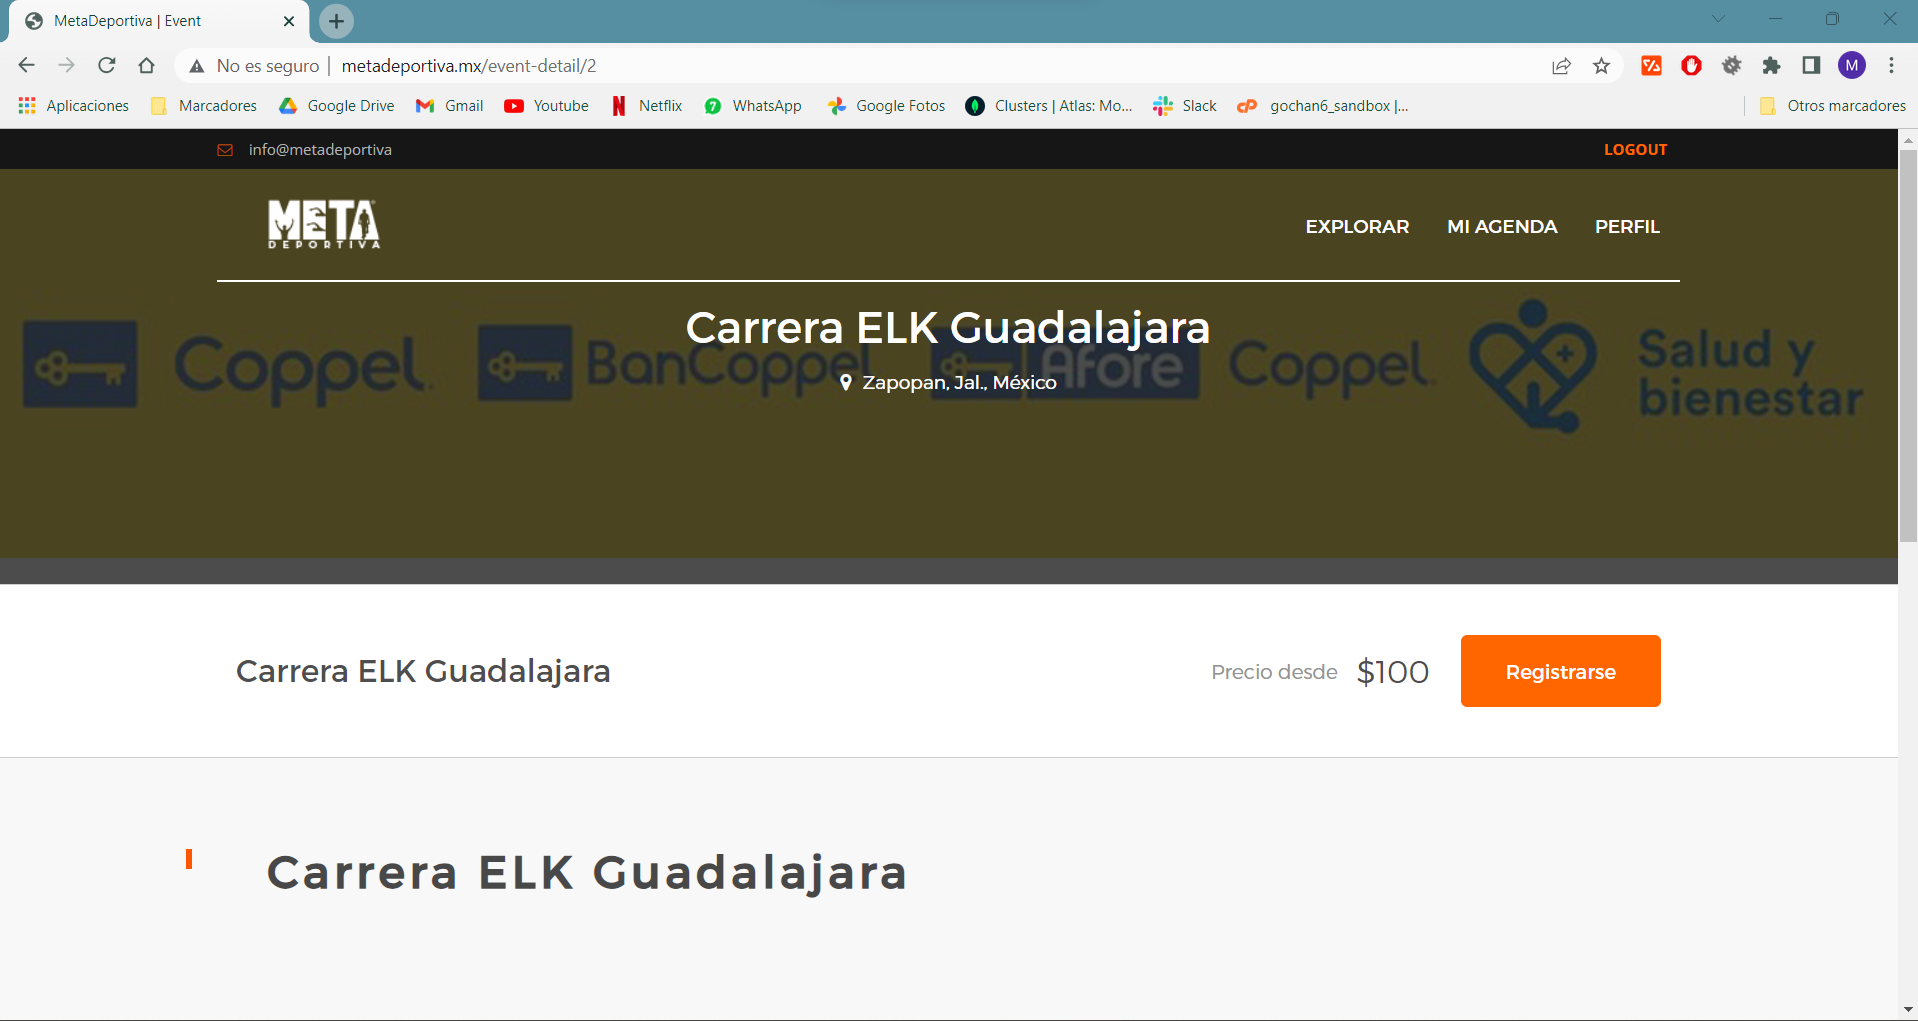 MetaDeportiva | Event
No es seguro | metadeportiva.mx/event-detail/2
M
Aplicaciones Marcadores Google Drive Gmail Youtube Netflix WhatsApp Google Fotos Clusters | Atlas: Mo... Slack gochan6_sandbox |... Otros marcadores
info@metadeportiva LOGOUT
META
DEPORTIVA
EXPLORAR MI AGENDA PERFIL
Carrera ELK Guadalajara
Zapopan, Jal., México
Coppel. BanCoppel Afore Coppel. Salud y
bienestar
Carrera ELK Guadalajara Precio desde $100 Registrarse
Carrera ELK Guadalajara